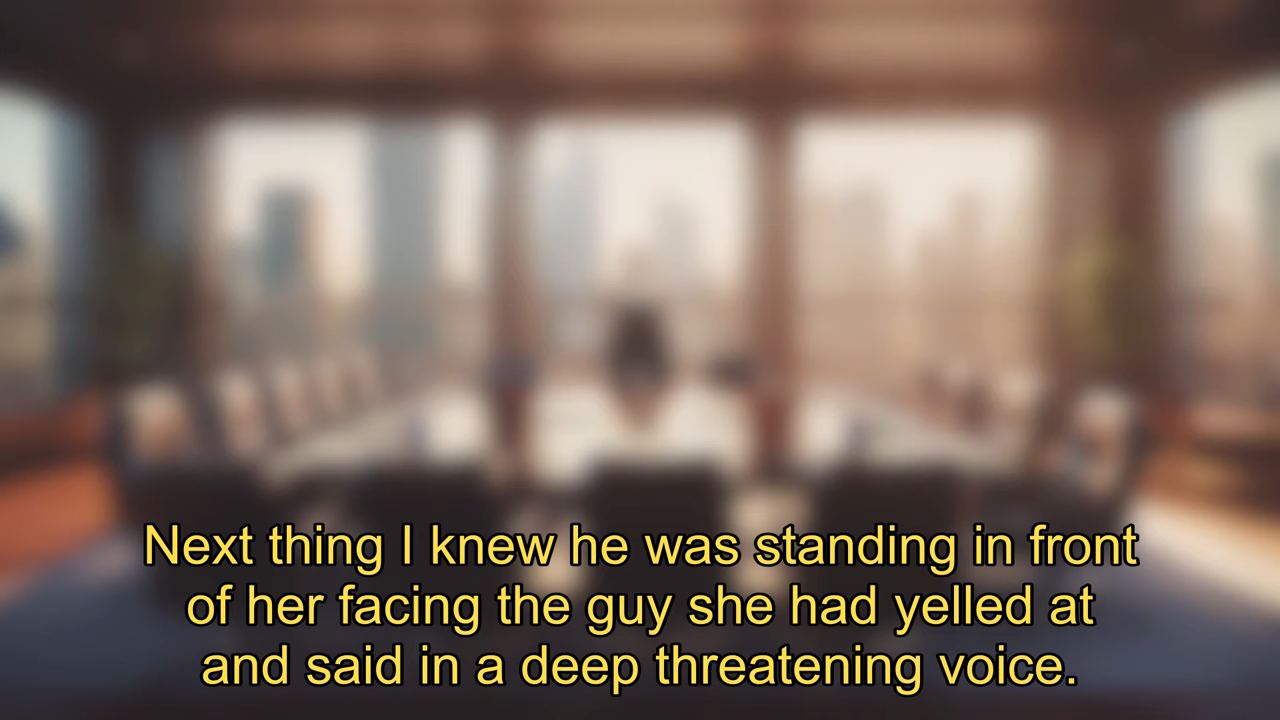 Next thing I knew he was standing in front
of her facing the guy she had yelled at
and said in a deep threatening voice.